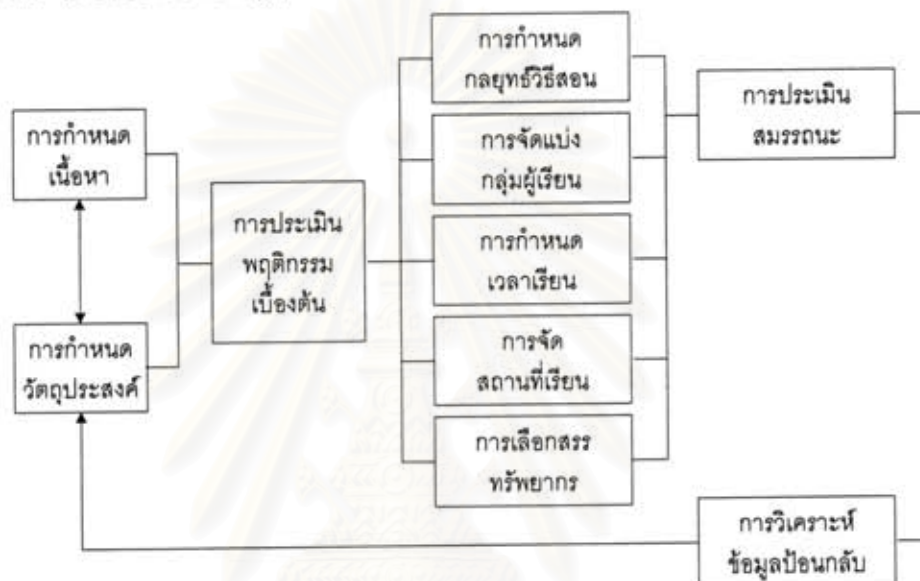 การกำหนด
เนื้อหา
การกำหนด
วัตถุประสงค์
การประเมิน
พฤติกรรม
เบื้องต้น
การกำหนด
กลยุทธ์วิธีสอน
การจัดแบ่ง
กลุ่มผู้เรียน
การกำหนด
เวลาเรียน
การจัด
สถานที่เรียน
การเลือกสรร
ทรัพยากร
การประเมิน
สมรรถนะ
การวิเคราะห์
ข้อมูลป้อนกลับ